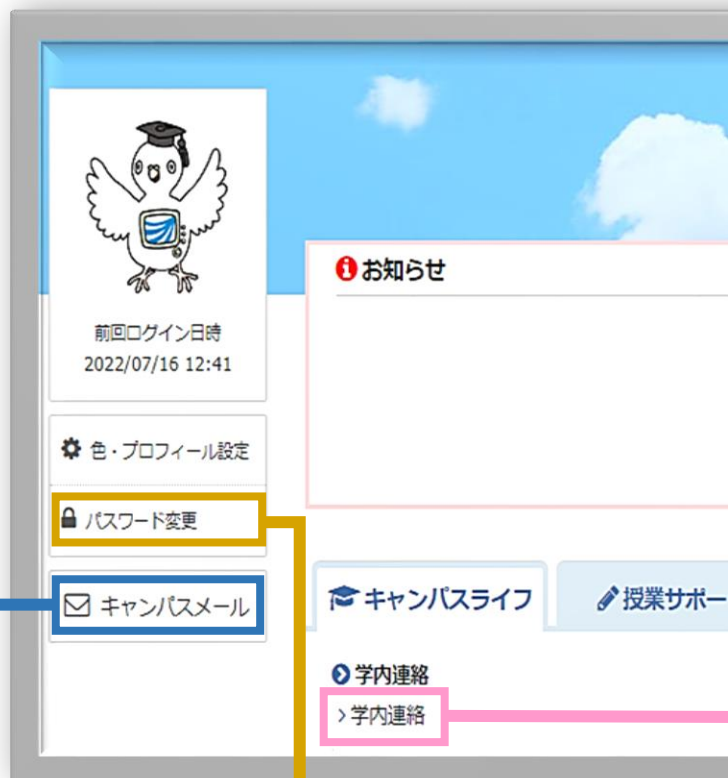 前回ログイン日時
2022/07/16 12:41
色・プロフィール設定
パスワード変更
キャンパスメール
お知らせ
キャンパスライフ
授業サポー
学内連絡
>学内連絡